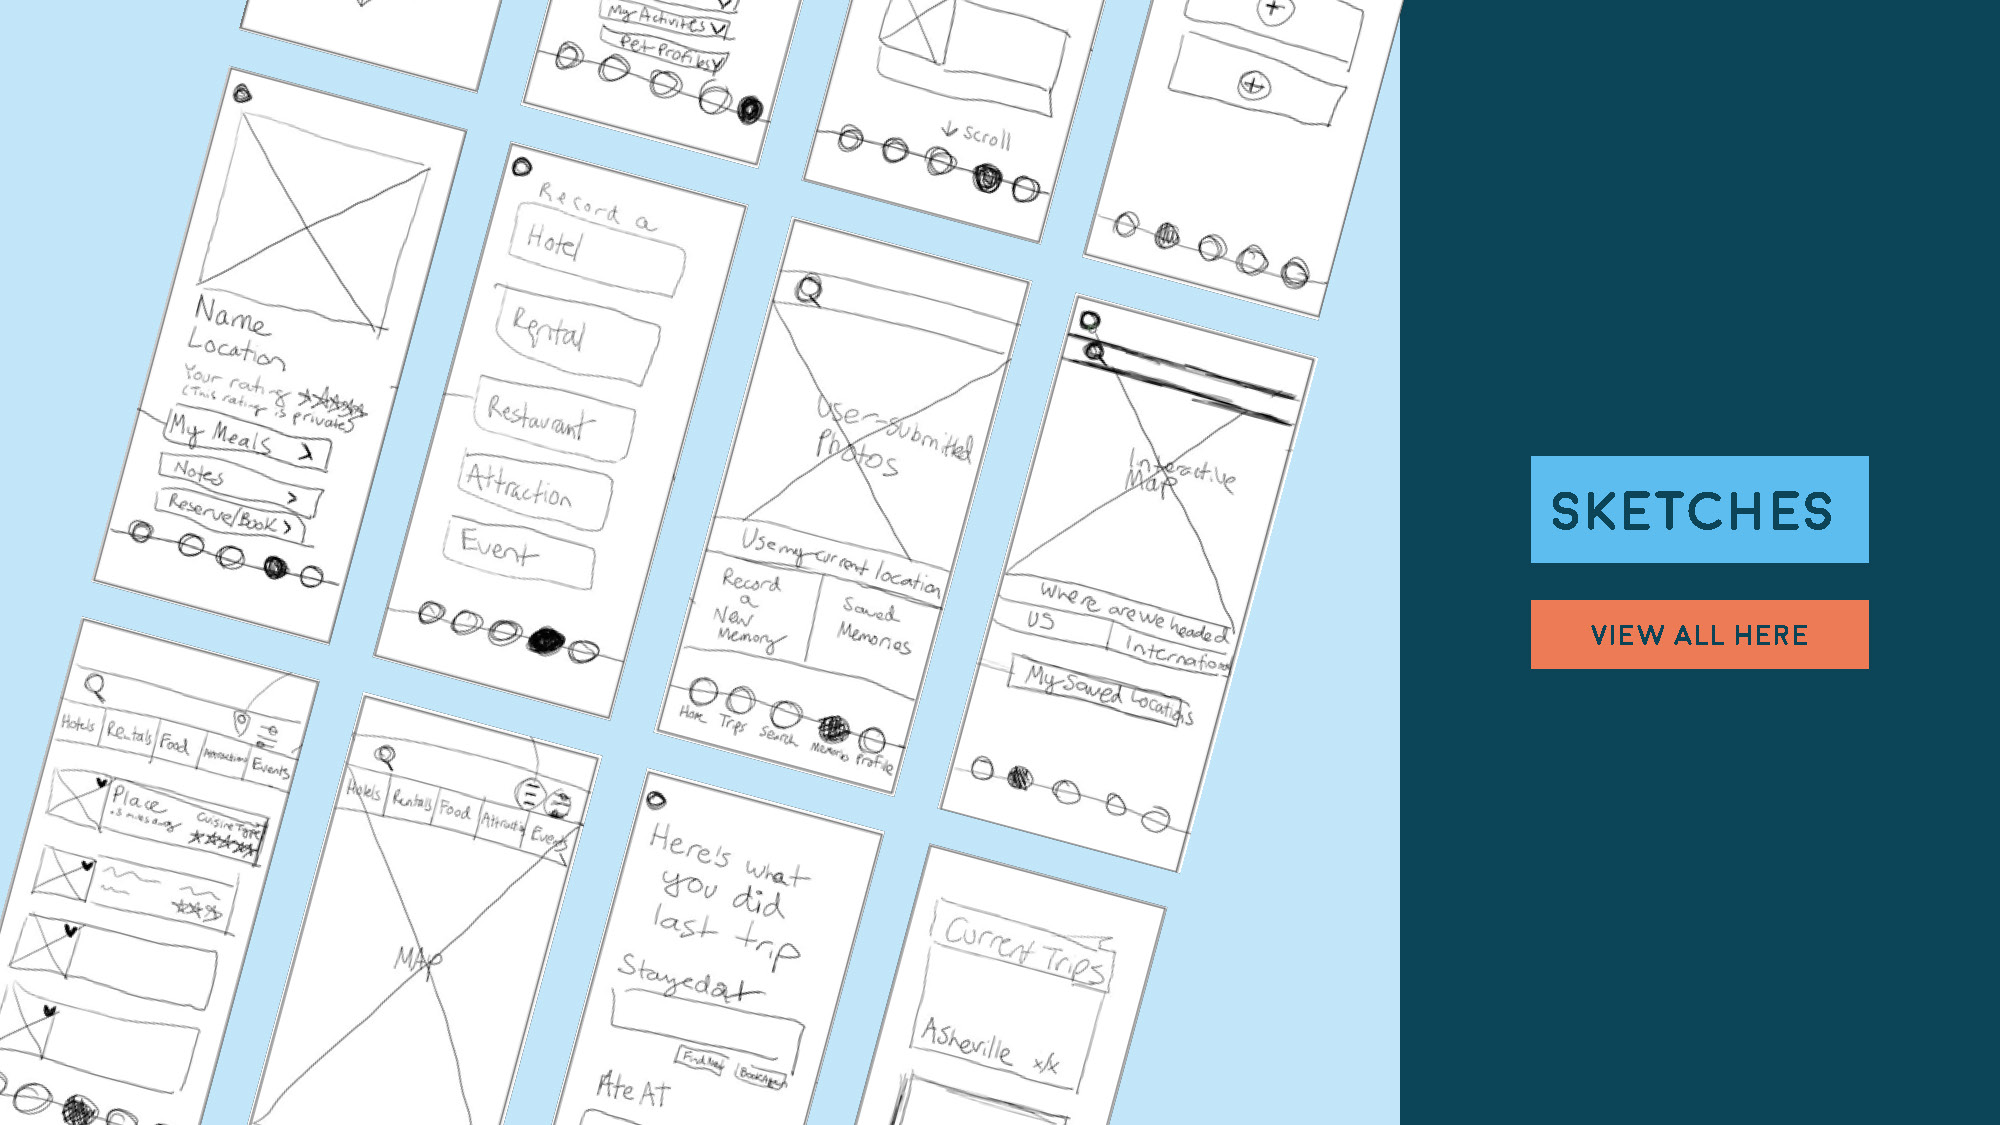 My Activities
Pet Profiles
scroll
Name
Location
Your rating
(This rating is private)
My Meals
Notes
Reserve/Book
Record a
Hotel
Rental
Restaurant
Attraction
Event
User-submitted
Photos
Use my current location
Record
a
New
Memory
Saved
Memories
Home
Trips
Search
Memories
Profile
Interactive
Map
Where are we headed
US
International
My Saved Locations
Hotels
Rentals
Food
Attractions
Events
Place
.3 miles away
Cuisine Type
Hotels
Rentals
Food
Attractio
Events
MAP
Here's what
you did
last trip
Stayed at
Book Again
Ate AT
Current Trips
Asheville x/x
SKETCHES
VIEW ALL HERE